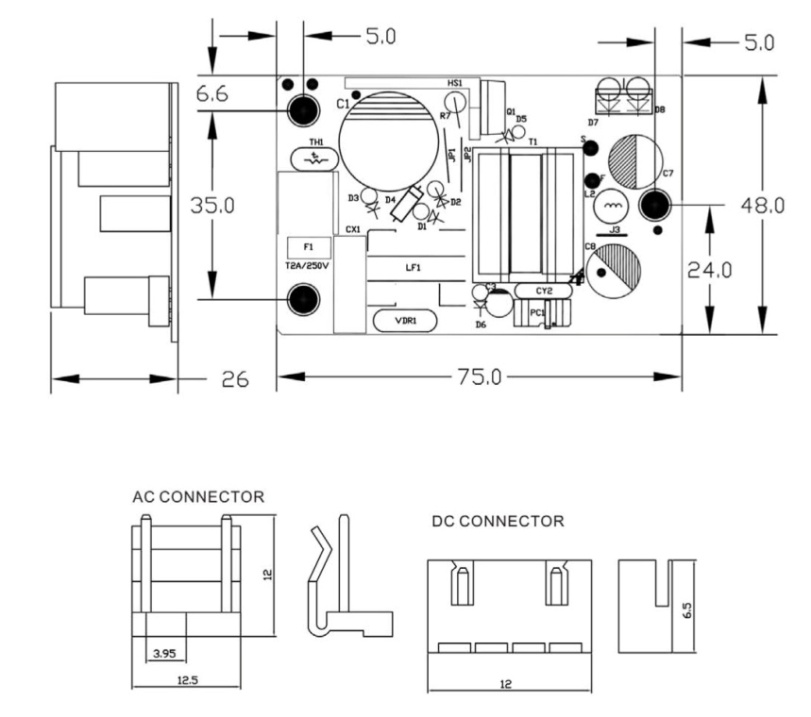 5.0
5.0
6.6
HS1
C1
R7
Q1
D5
D7
D8
TH1
JP1
JP2
T1
S
C7
35.0
D3
D4
D2
F
L2
48.0
D1
CX1
J3
F1
T2A/250V
LF1
C8
24.0
C3
CY2
VDR1
D6
PC1
26
75.0
AC CONNECTOR
DC CONNECTOR
12
3.95
12.5
6.5
12